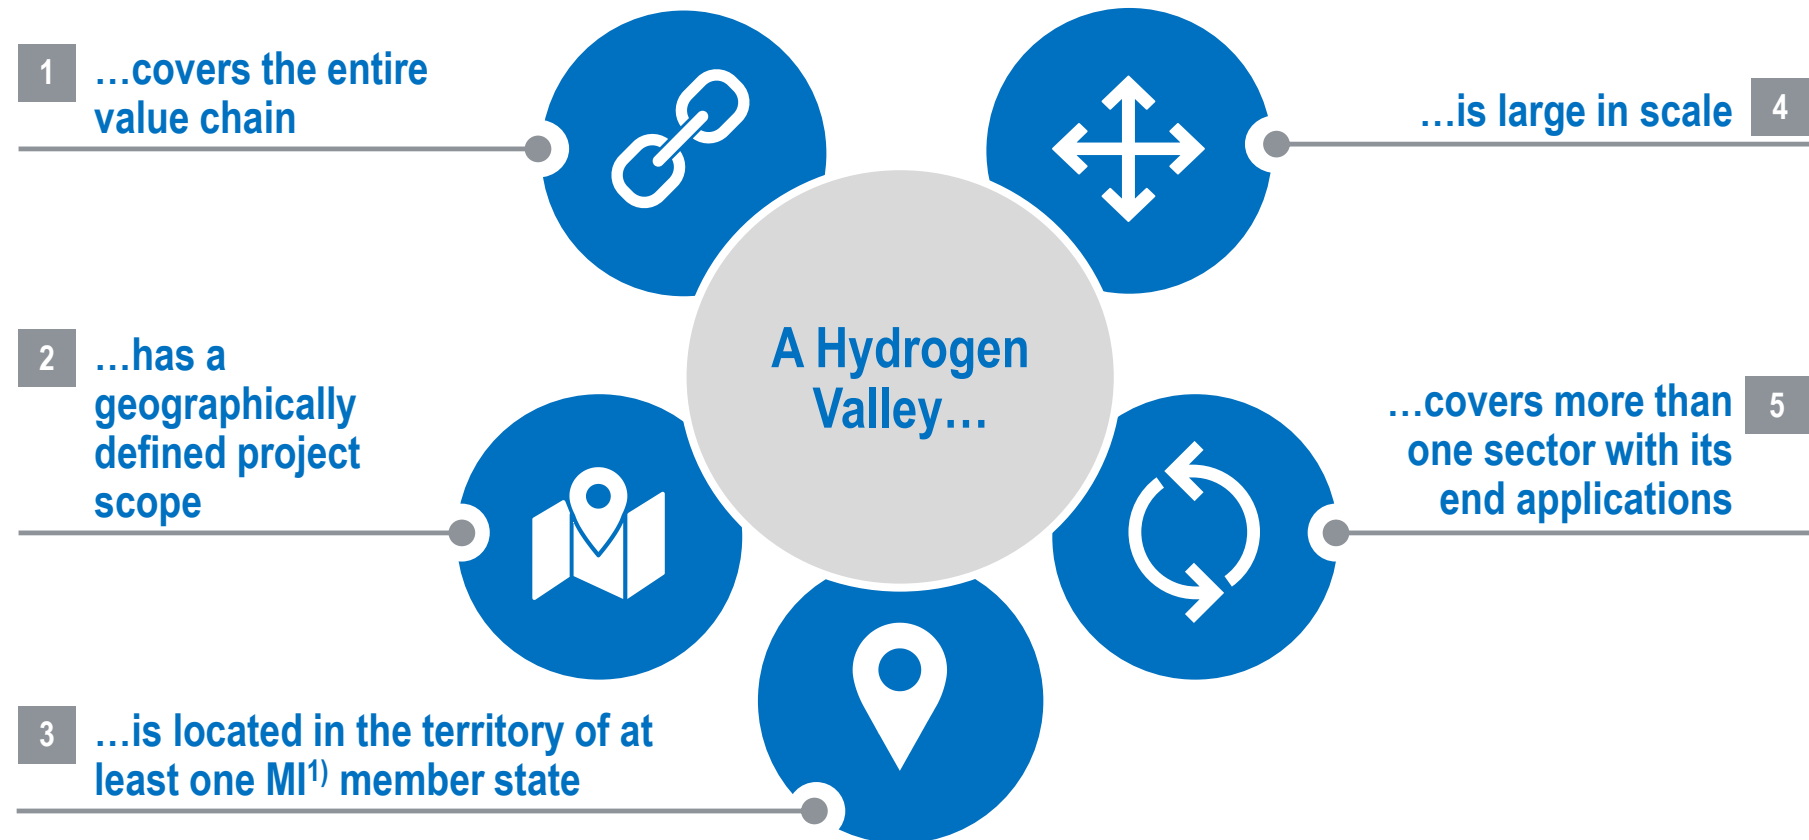 1
…covers the entire
value chain
2
…has a
geographically
defined project
scope
3
…is located in the territory of at
least one MI1) member state
A Hydrogen
Valley…
…is large in scale
4
…covers more than
one sector with its
end applications
5